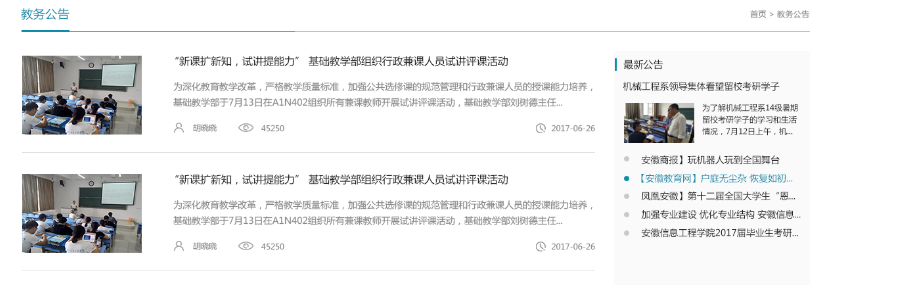 教务公告
首页 > 教务公告
“新课扩新知，试讲提能力” 基础教学部组织行政兼课人员试讲评课活动
为深化教育教学改革，严格教学质量标准，加强公共选修课的规范管理和行政兼课人员的授课能力培养，
基础教学部于7月13日在A1N402组织所有兼课教师开展试讲评课活动，基础教学部刘树德主任...
胡晓晓 45250 2017-06-26
“新课扩新知，试讲提能力” 基础教学部组织行政兼课人员试讲评课活动
为深化教育教学改革，严格教学质量标准，加强公共选修课的规范管理和行政兼课人员的授课能力培养，
基础教学部于7月13日在A1N402组织所有兼课教师开展试讲评课活动，基础教学部刘树德主任...
胡晓晓 45250 2017-06-26
最新公告
机械工程系领导集体看望留校考研学子
为了解机械工程系14级暑期
留校考研学子的学习和生活
情况，7月12日上午，机...
安徽商报】玩机器人玩到全国舞台
【安徽教育网】户庭无尘杂 恢复如初...
凤凰安徽】第十二届全国大学生“恩...
加强专业建设 优化专业结构 安徽信息...
安徽信息工程学院2017届毕业生考研...